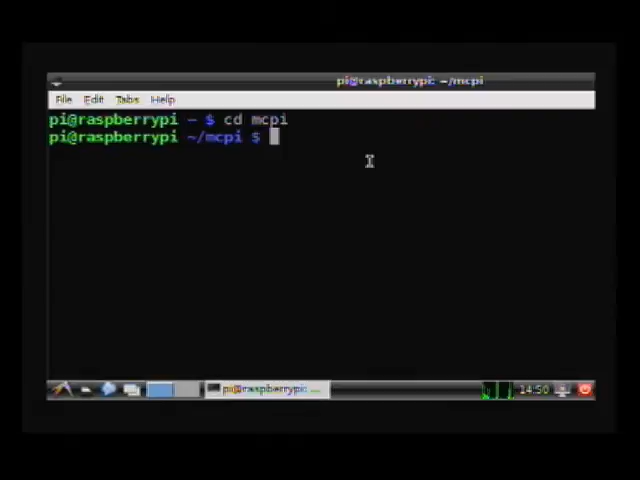 pi@raspberrypi: ~/mcpi
File Edit Tabs Help
pi@raspberrypi ~ $ cd mcpi
pi@raspberrypi ~/mcpi $
pi@raspberrypi: ...
14:50